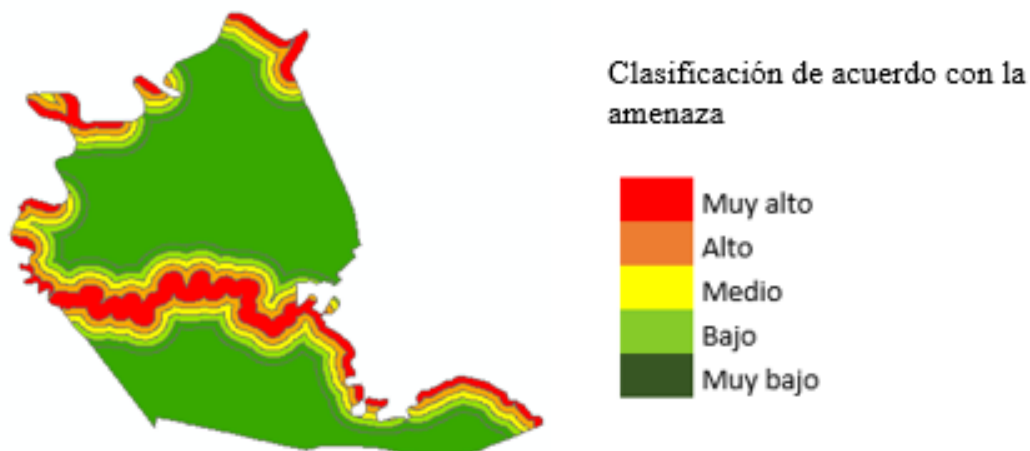 Clasificación de acuerdo con la
amenaza
Muy alto
Alto
Medio
Bajo
Muy bajo